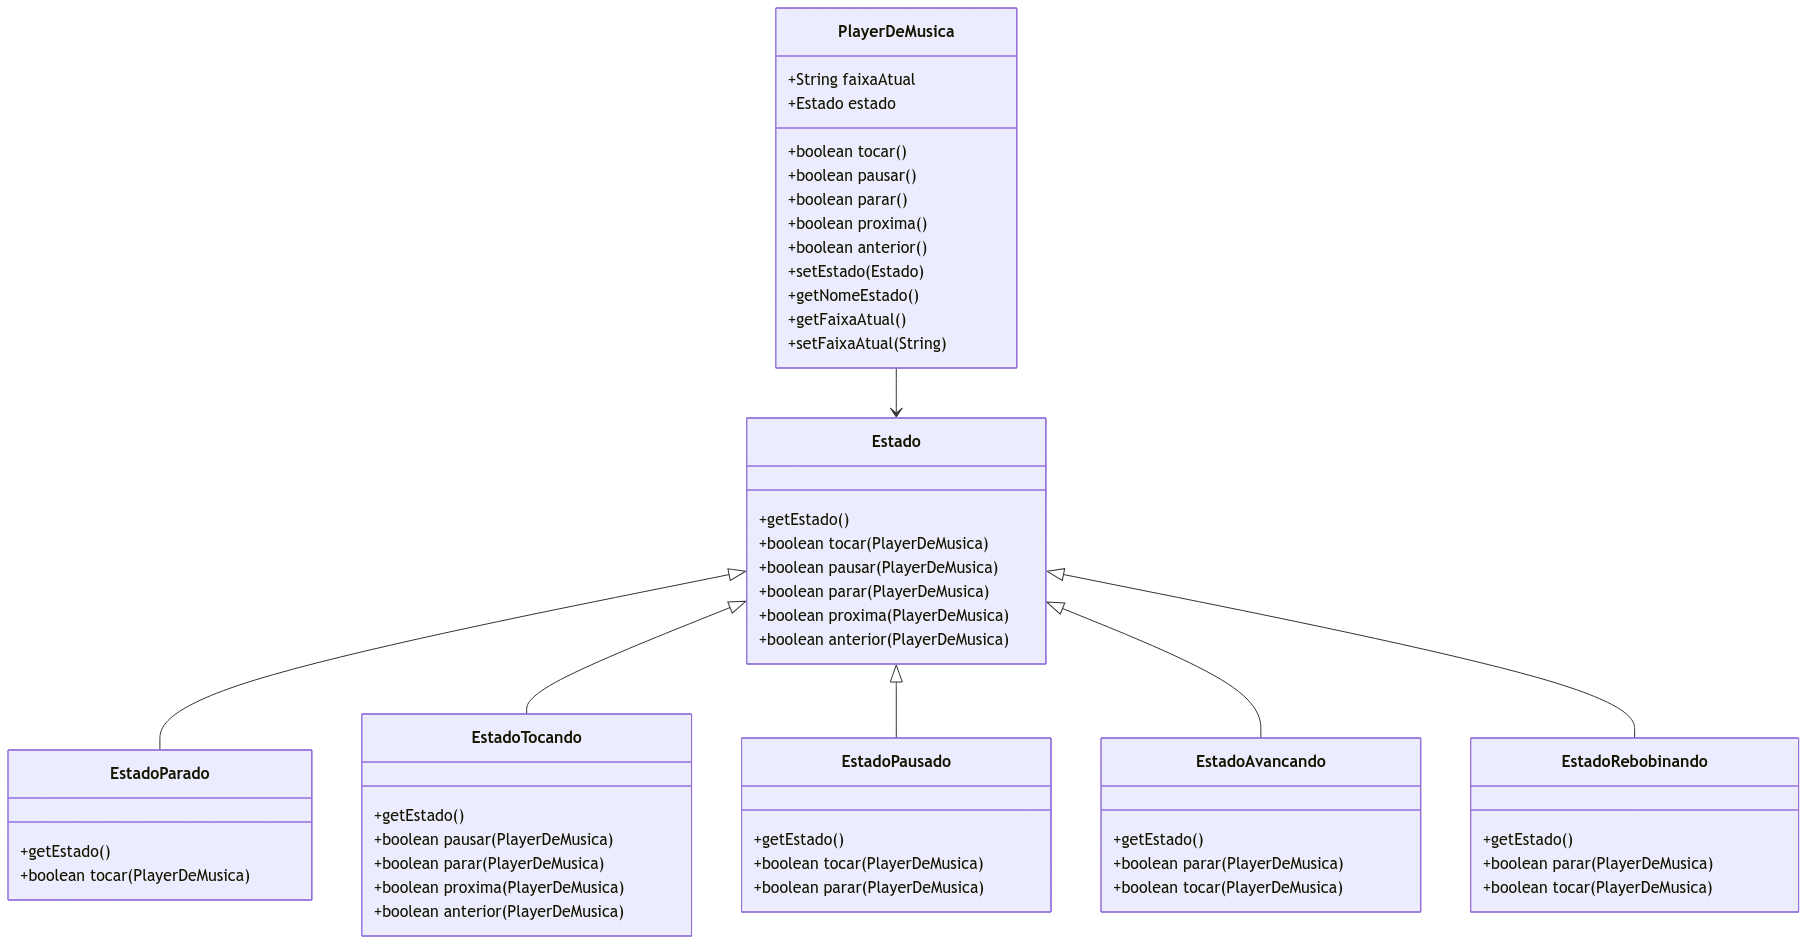 PlayerDeMusica
+String faixaAtual
+Estado estado
+boolean tocar()
+boolean pausar()
+boolean parar()
+boolean proxima()
+boolean anterior()
+setEstado(Estado)
+getNomeEstado()
+getFaixaAtual()
+setFaixaAtual(String)
Estado
+getEstado()
+boolean tocar(PlayerDeMusica)
+boolean pausar(PlayerDeMusica)
+boolean parar(PlayerDeMusica)
+boolean proxima(PlayerDeMusica)
+boolean anterior(PlayerDeMusica)
EstadoParado
+getEstado()
+boolean tocar(PlayerDeMusica)
EstadoTocando
+getEstado()
+boolean pausar(PlayerDeMusica)
+boolean parar(PlayerDeMusica)
+boolean proxima(PlayerDeMusica)
+boolean anterior(PlayerDeMusica)
EstadoPausado
+getEstado()
+boolean tocar(PlayerDeMusica)
+boolean parar(PlayerDeMusica)
EstadoAvancando
+getEstado()
+boolean parar(PlayerDeMusica)
+boolean tocar(PlayerDeMusica)
EstadoRebobinando
+getEstado()
+boolean parar(PlayerDeMusica)
+boolean tocar(PlayerDeMusica)